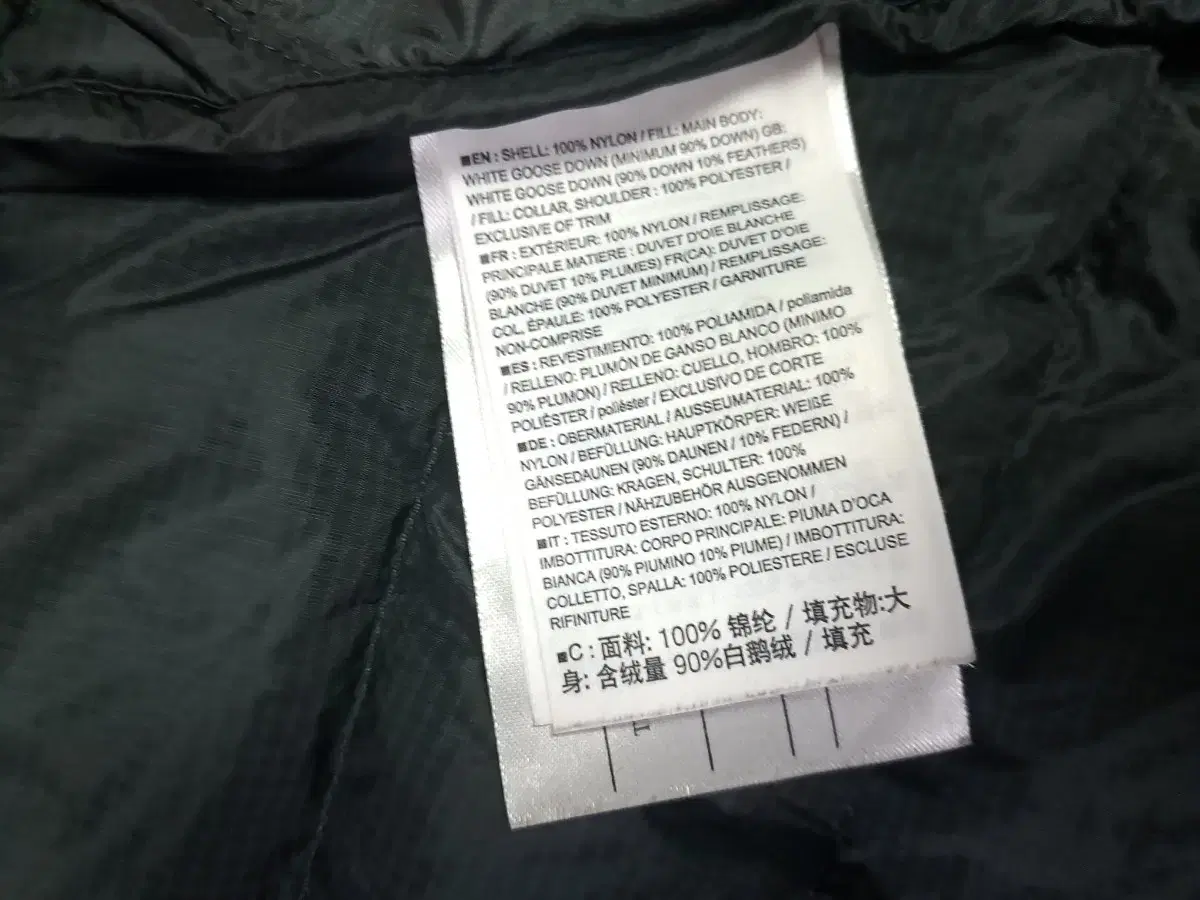 ■EN : SHELL: 100% NYLON / FILL: MAIN BODY:
WHITE GOOSE DOWN (MINIMUM 90% DOWN) GB:
WHITE GOOSE DOWN (90% DOWN 10% FEATHERS)
/ FILL: COLLAR, SHOULDER : 100% POLYESTER /
EXCLUSIVE OF TRIM
■FR : EXTÉRIEUR: 100% NYLON / REMPLISSAGE:
PRINCIPALE MATIERE : DUVET D'OIE BLANCHE
(90% DUVET 10% PLUMES) FR(CA): DUVET D'OIE
BLANCHE (90% DUVET MINIMUM) / REMPLISSAGE:
COL, ÉPAULE: 100% POLYESTER / GARNITURE
NON-COMPRISE
■ES : REVESTIMIENTO: 100% POLIAMIDA / poliamida
/ RELLENO: PLUMÓN DE GANSO BLANCO (MINIMO
90% PLUMON) / RELLENO: CUELLO, HOMBRO: 100%
POLIÉSTER / poliéster / EXCLUSIVO DE CORTE
■DE : OBERMATERIAL / AUSSEUMATERIAL: 100%
NYLON / BEFÜLLUNG: HAUPTKÖRPER: WEIßE
GÄNSEDAUNEN (90% DAUNEN / 10% FEDERN) /
BEFÜLLUNG: KRAGEN, SCHULTER: 100%
POLYESTER / NÄHZUBEHÖR AUSGENOMMEN
■IT : TESSUTO ESTERNO: 100% NYLON /
IMBOTTITURA: CORPO PRINCIPALE: PIUMA D'OCA
BIANCA (90% PIUMINO 10% PIUME) / IMBOTTITURA:
COLLETTO, SPALLA: 100% POLIESTERE / ESCLUSE
RIFINITURE
■C : 面料: 100% 锦纶 / 填充物:大
身: 含绒量 90%白鹅绒 / 填充